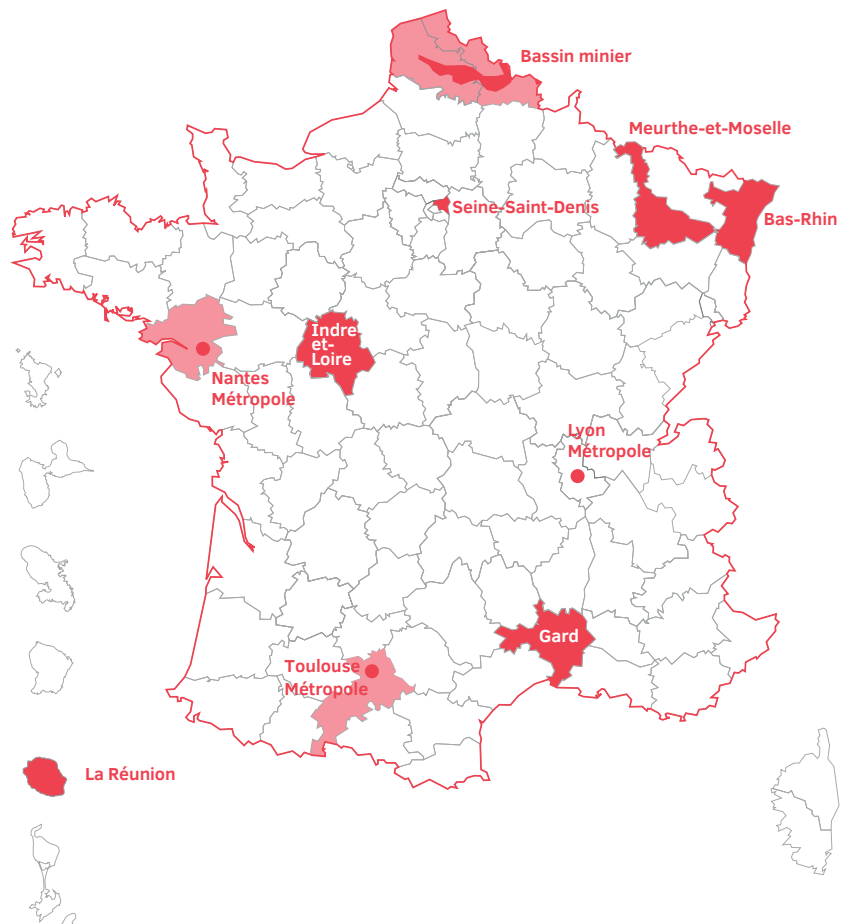 Bassin minier
Meurthe-et-Moselle
Seine-Saint-Denis
Bas-Rhin
Indre
et-
Loire
Nantes
Métropole
Lyon
Métropole
Gard
Toulouse
Métropole
La Réunion